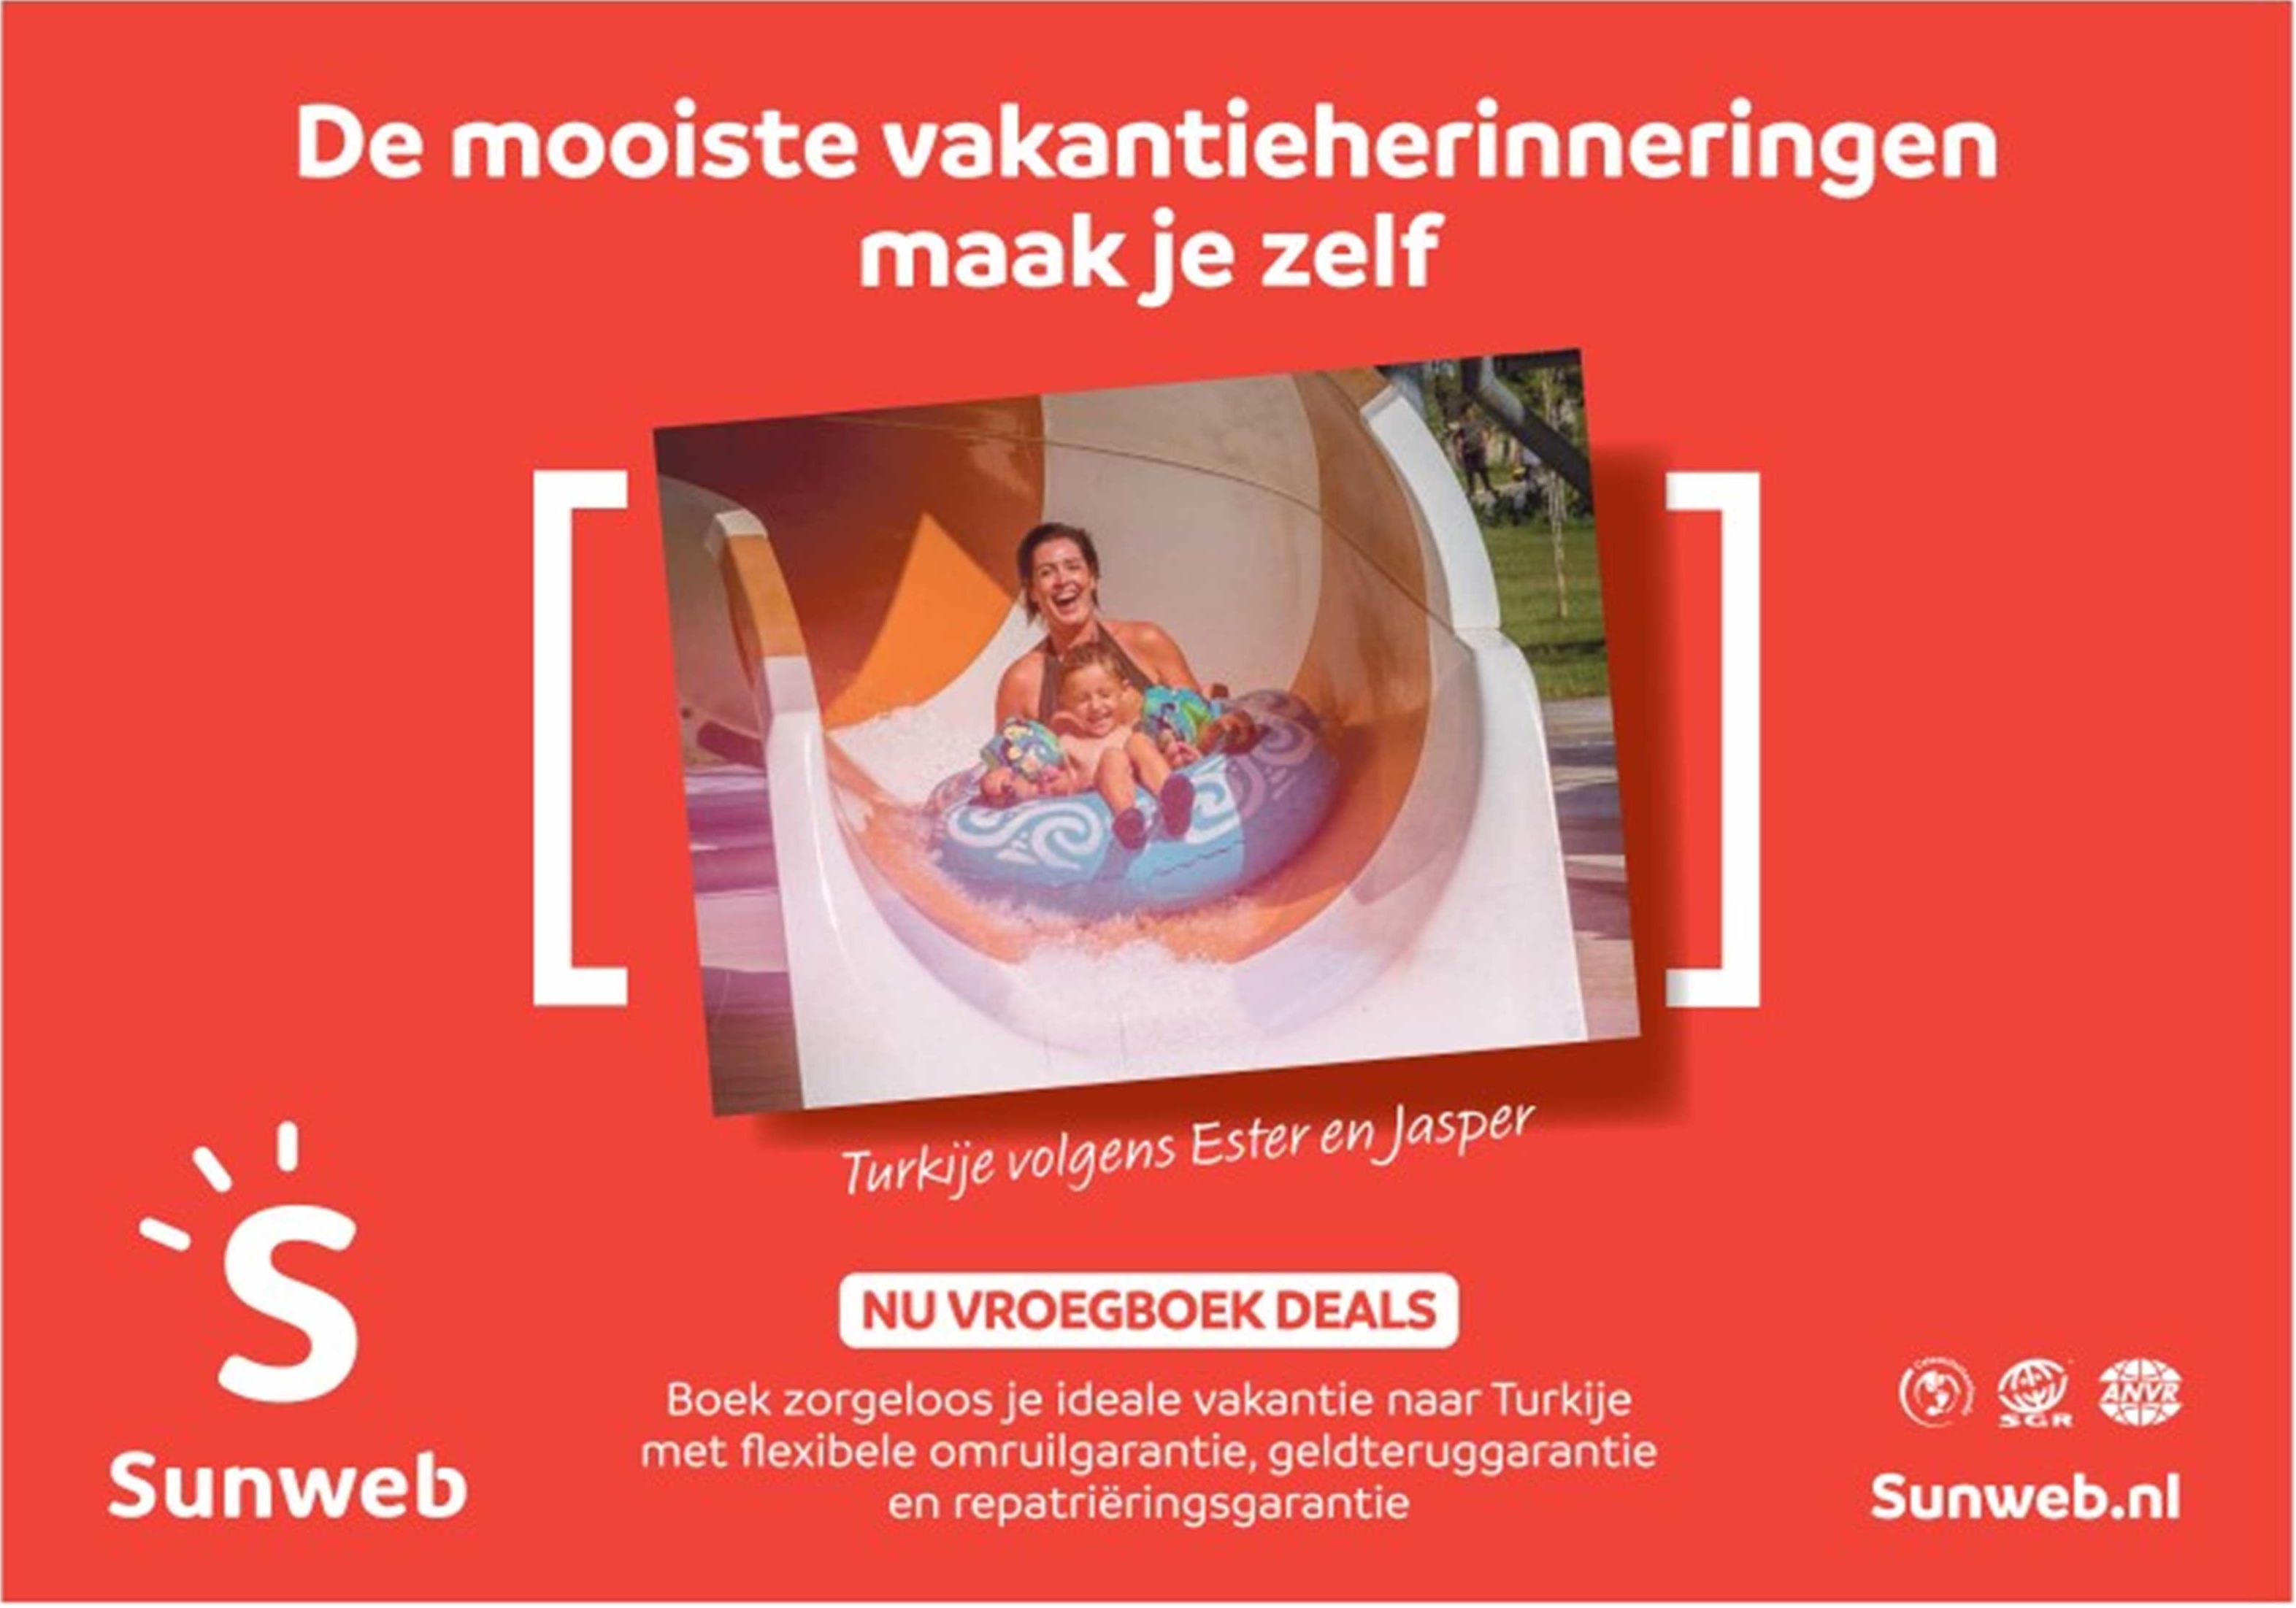 De mooiste vakantieherinneringen
maak je zelf
Turkije volgens Ester en Jasper
S
Sunweb
NU VROEGBOEK DEALS
Boek zorgeloos je ideale vakantie naar Turkije
met flexibele omruilgarantie, geldteruggarantie
en repatriëringsgarantie
SGR
ANVR
Sunweb.nl